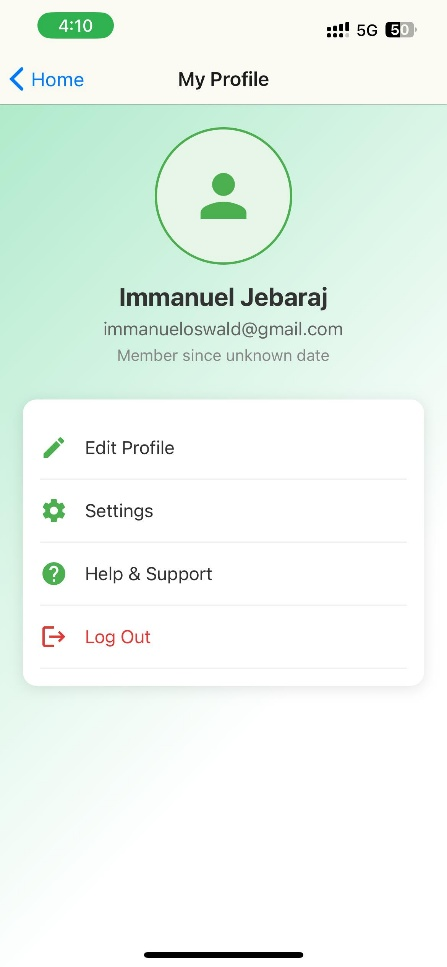 4:10
5G
50
Home
My Profile
Immanuel Jebaraj
immanueloswald@gmail.com
Member since unknown date
Edit Profile
Settings
Help & Support
Log Out